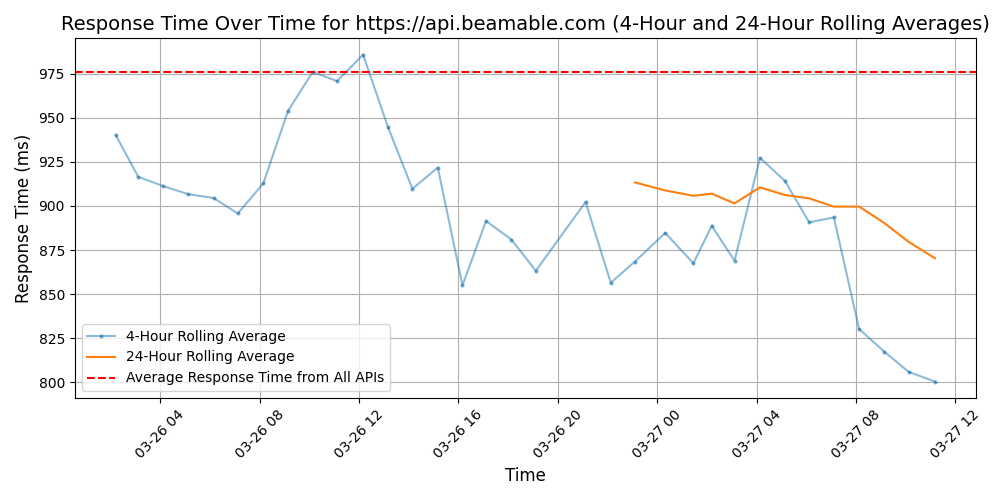 Response Time Over Time for https://api.beamable.com (4-Hour and 24-Hour Rolling Averages)
Response Time (ms)
975
950
925
900
875
850
825
800
4-Hour Rolling Average
24-Hour Rolling Average
Average Response Time from All APIs
03-26 04
03-26 08
03-26 12
03-26 16
03-26 20
03-27 00
03-27 04
03-27 08
03-27 12
Time